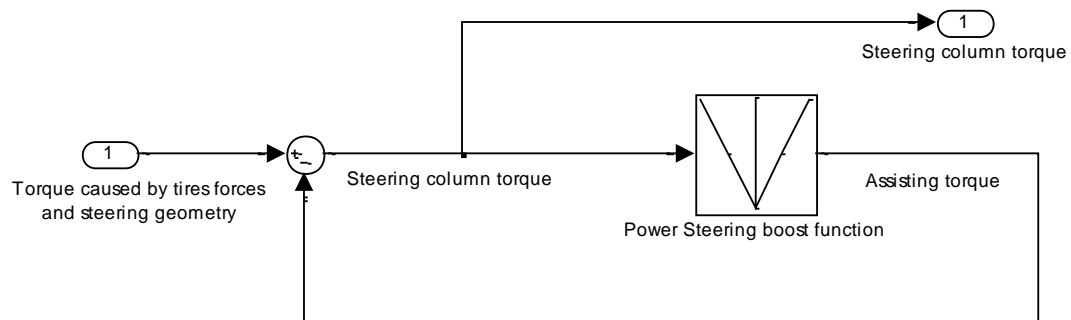 1
Steering column torque
1
+
−
Torque caused by tires forces
and steering geometry
Steering column torque
Assisting torque
Power Steering boost function